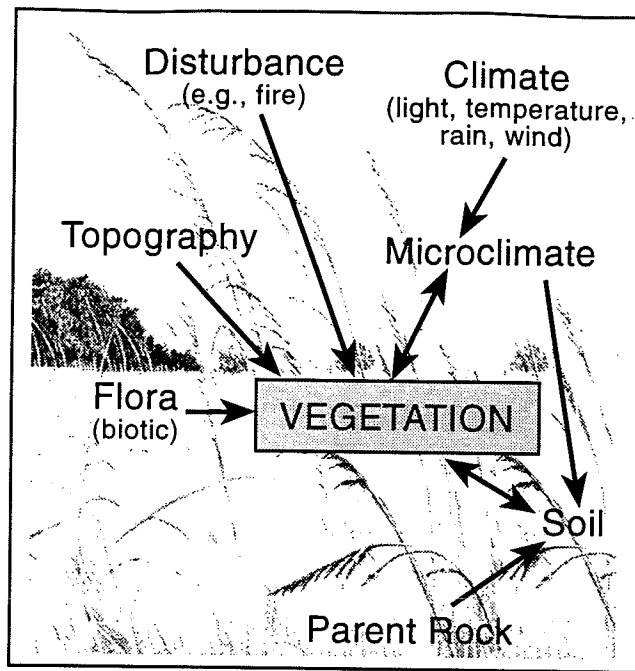 Disturbance
(e.g., fire)
Climate
(light, temperature,
rain, wind)
Topography
Microclimate
Flora
(biotic)
VEGETATION
Soil
Parent Rock